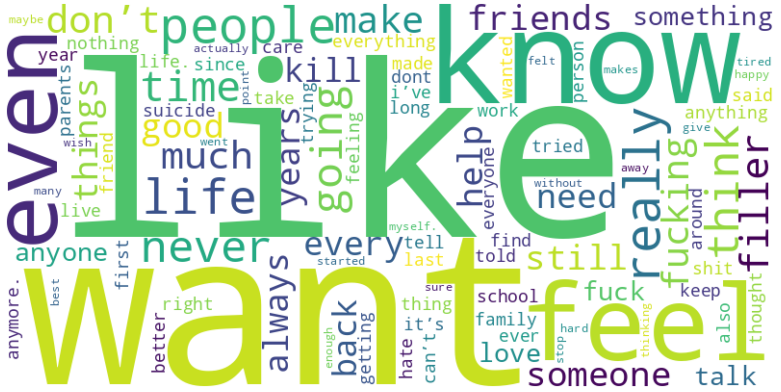 maybe
don't
people
make
friends
something
nothing
actually
care
everything
year
life.
since
kill
made
wanted
person
felt
makes
tired
happy
know
even
parents
things
time
point
take
trying
dont
i've
long
work
said
anything
suicide
good
years
going
feeling
give
wish
friend
went
much
help
everyone
tried
really
away
fucking
around
think
filler
many
live
life
like
without
need
myself.
anyone
first
never
every
tell
last
find
told
still
shit
keep
thought
started
sure
want
feel
anymore.
best
better
right
always
enough
back
getting
thing
hate
it's
can't
school
family
ever
love
stop
hard
fuck
thinking
also
someone
talk